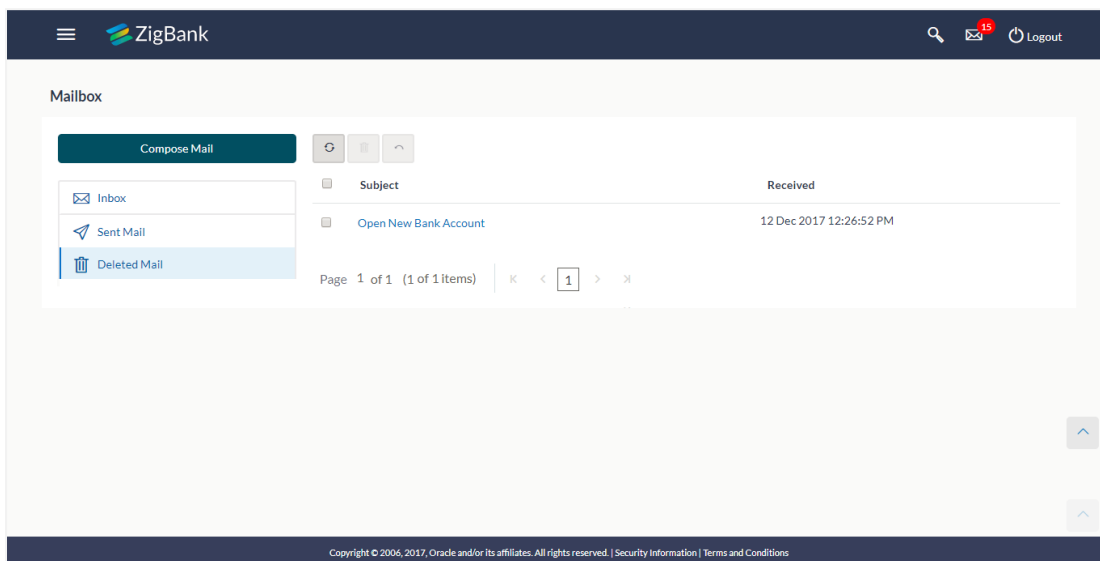 ZigBank
15
Logout
Mailbox
Compose Mail
Inbox
Sent Mail
Deleted Mail
Subject Received
Open New Bank Account 12 Dec 2017 12:26:52 PM
Page 1 of 1 (1 of 1 items) K < 1 > >|
Copyright © 2006, 2017, Oracle and/or its affiliates. All rights reserved. | Security Information | Terms and Conditions